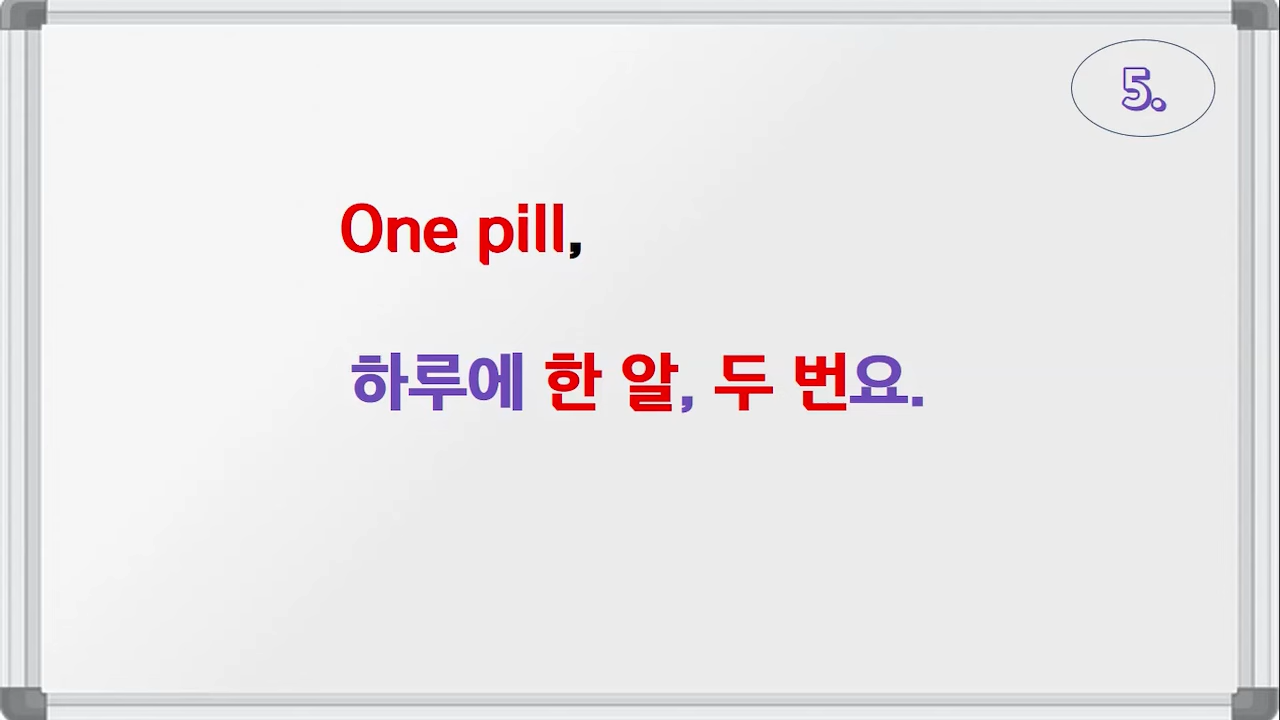 5.
One pill,
하루에 한 알, 두 번요.